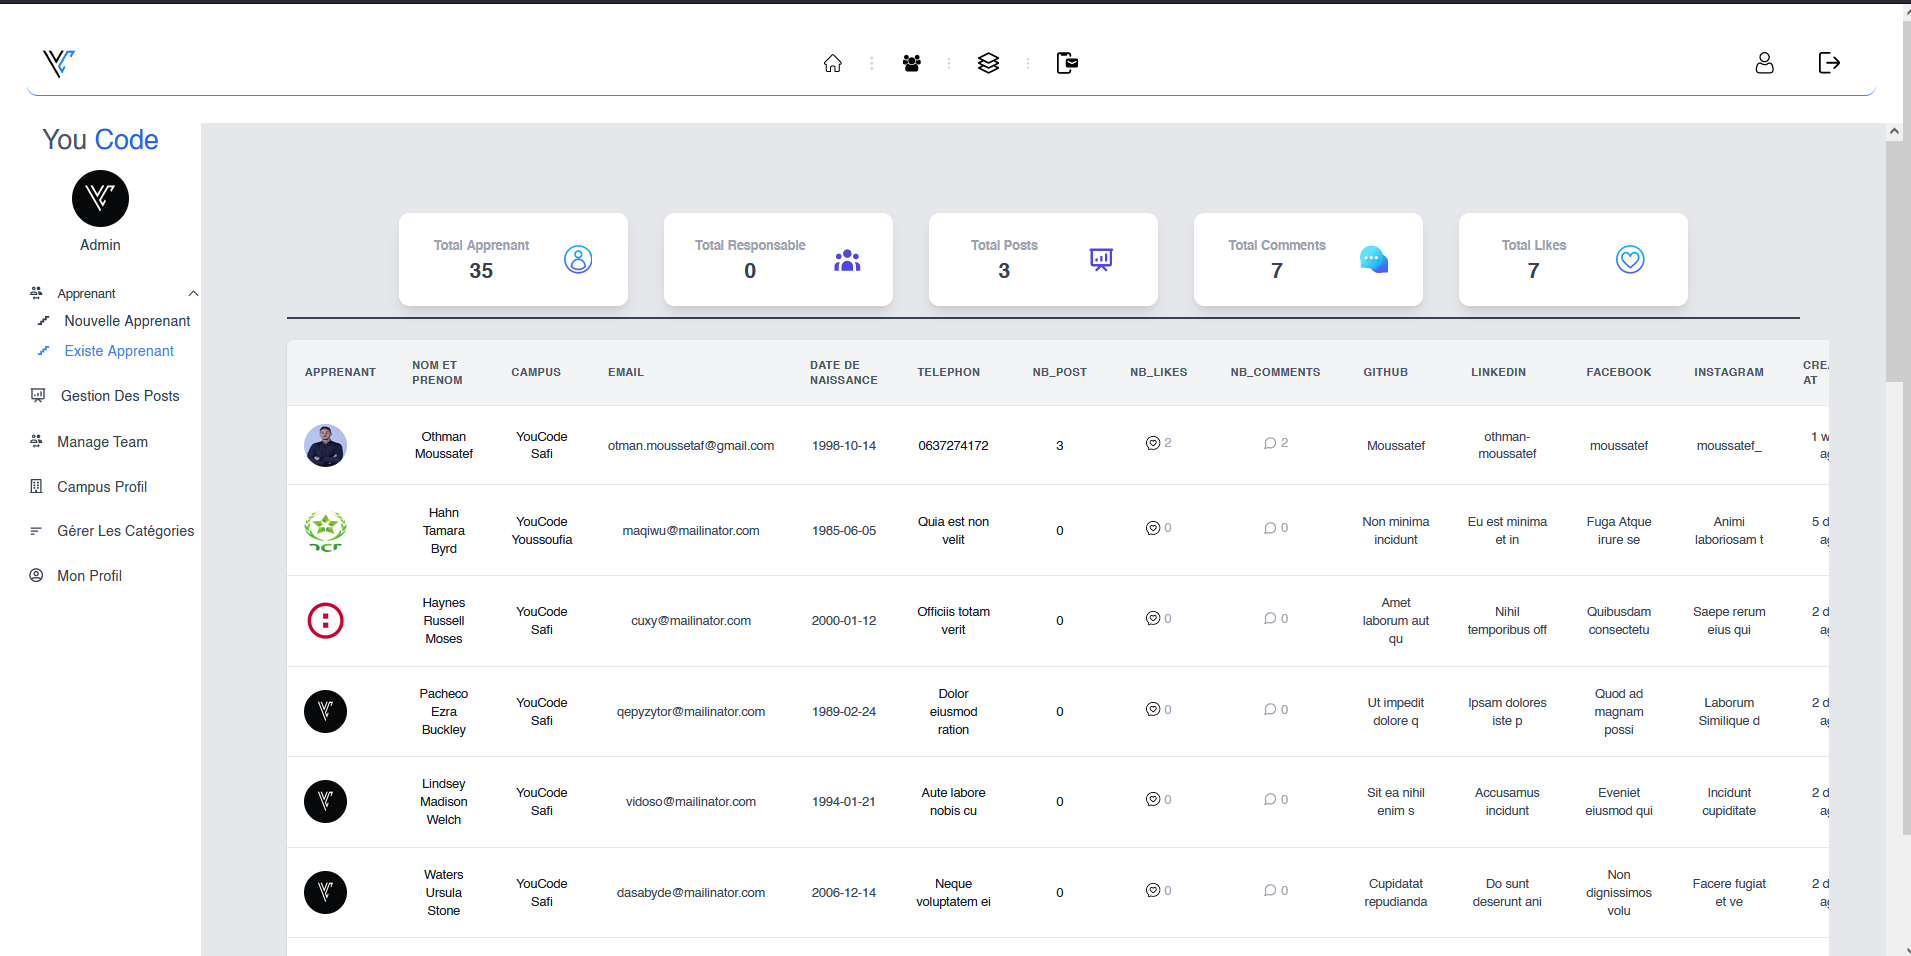 You Code
Admin
Apprenant
Nouvelle Apprenant
Existe Apprenant
Gestion Des Posts
Manage Team
Campus Profil
Gérer Les Catégories
Mon Profil
Total Apprenant
35
Total Responsable
0
Total Posts
3
Total Comments
7
Total Likes
7
APPRENANT
NOM ET
PRENOM
CAMPUS
EMAIL
DATE DE
NAISSANCE
TELEPHON
NB_POST
NB_LIKES
NB_COMMENTS
GITHUB
LINKEDIN
FACEBOOK
INSTAGRAM
CRE
AT
Othman
Moussatef
YouCode
Safi
otman.moussetaf@gmail.com
1998-10-14
0637274172
3
2
2
Moussatef
othman-
moussatef
moussatef
moussatef_
1 w
ag
Hahn
Tamara
Byrd
YouCode
Youssoufia
maqiwu@mailinator.com
1985-06-05
Quia est non
velit
0
0
0
Non minima
incidunt
Eu est minima
et in
Fuga Atque
irure se
Animi
laboriosam t
5 d
ag
Haynes
Russell
Moses
YouCode
Safi
cuxy@mailinator.com
2000-01-12
Officiis totam
verit
0
0
0
Amet
laborum aut
qu
Nihil
temporibus off
Quibusdam
consectetu
Saepe rerum
eius qui
2 d
ag
Pacheco
Ezra
Buckley
YouCode
Safi
qepyzytor@mailinator.com
1989-02-24
Dolor
eiusmod
ration
0
0
0
Ut impedit
dolore q
Ipsam dolores
iste p
Quod ad
magnam
possi
Laborum
Similique d
2 d
ag
Lindsey
Madison
Welch
YouCode
Safi
vidoso@mailinator.com
1994-01-21
Aute labore
nobis cu
0
0
0
Sit ea nihil
enim s
Accusamus
incidunt
Eveniet
eiusmod qui
Incidunt
cupiditate
2 d
ag
Waters
Ursula
Stone
YouCode
Safi
dasabyde@mailinator.com
2006-12-14
Neque
voluptatem ei
0
0
0
Cupidatat
repudianda
Do sunt
deserunt ani
Non
dignissimos
volu
Facere fugiat
et ve
2 d
ag